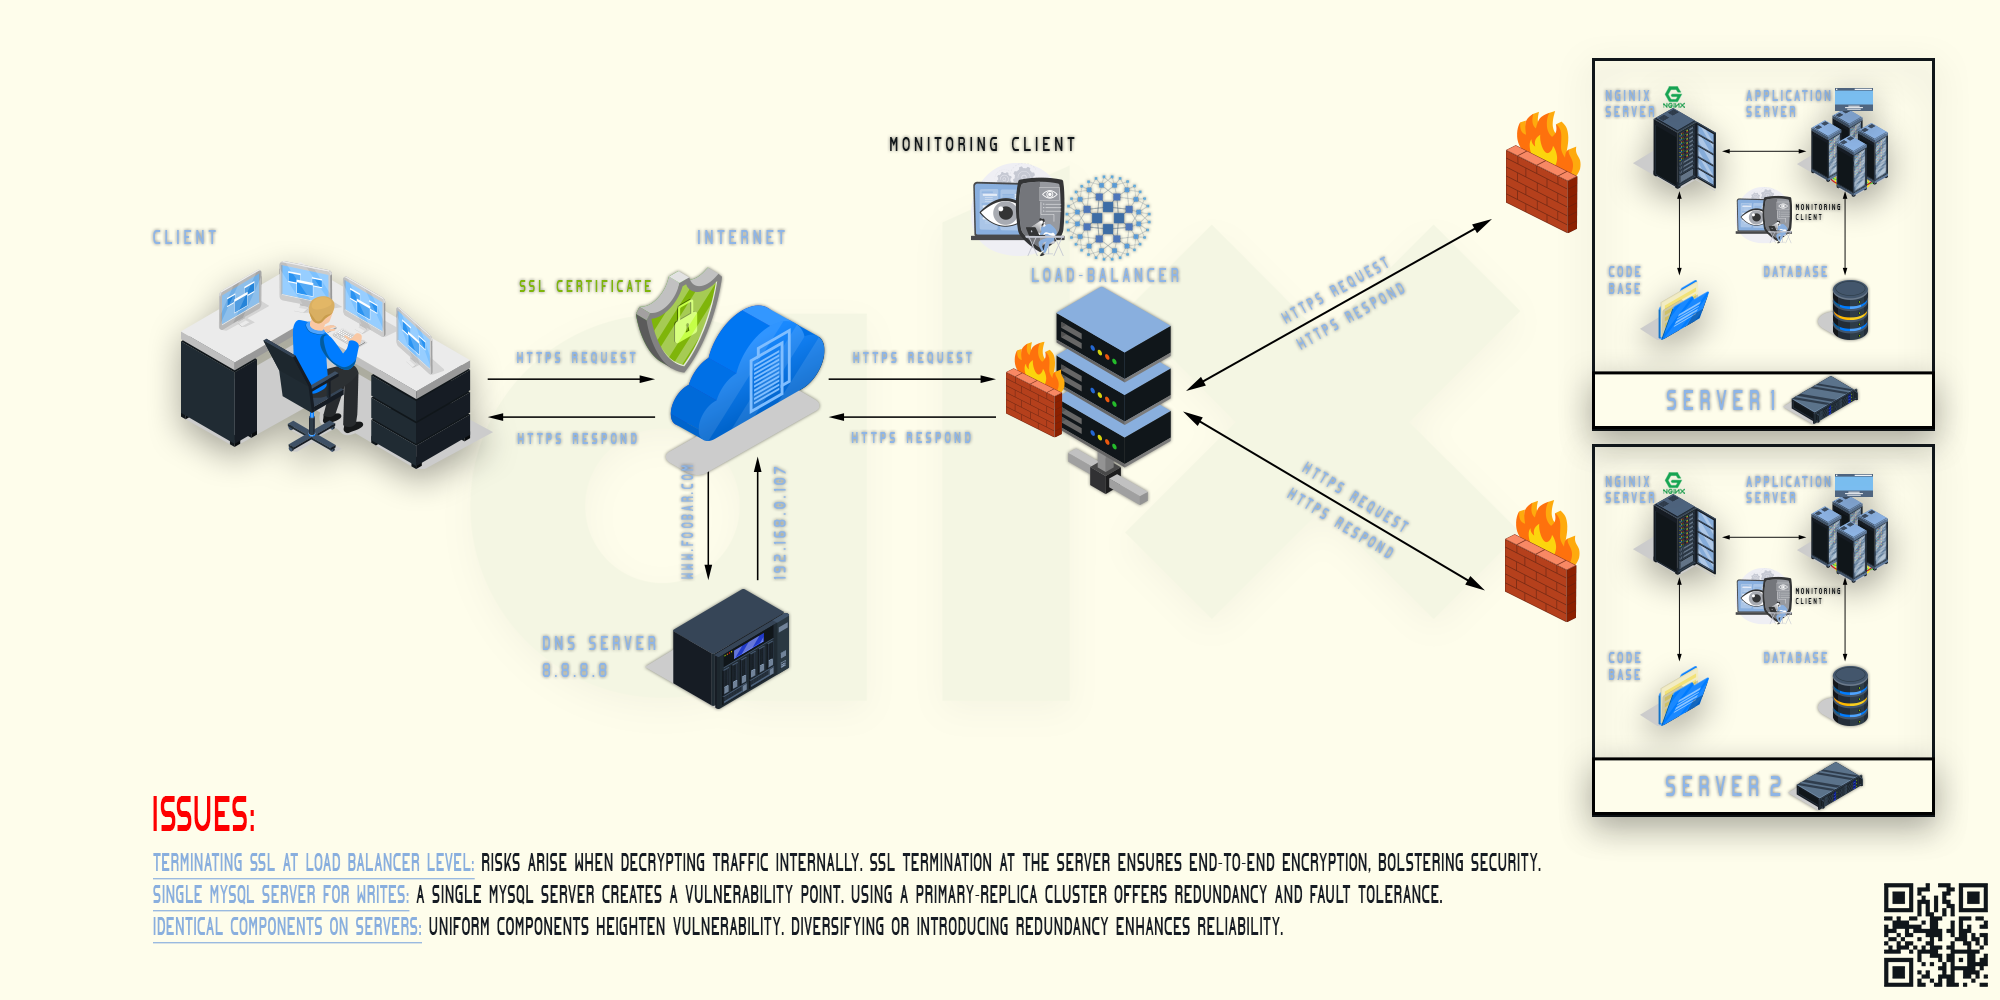 MONITORING CLIENT
CLIENT
INTERNET
SSL CERTIFICATE
LOAD-BALANCER
HTTPS REQUEST
HTTPS RESPOND
HTTPS REQUEST
HTTPS RESPOND
WWW.FOOBAR.COM
192.168.0.107
DNS SERVER
8.8.8.8
HTTPS REQUEST
HTTPS RESPOND
HTTPS REQUEST
HTTPS RESPOND
NGINIX
SERVER
NGINX
APPLICATION
SERVER
MONITORING
CLIENT
CODE
BASE
DATABASE
SERVER 1
NGINIX
SERVER
NGINX
APPLICATION
SERVER
MONITORING
CLIENT
CODE
BASE
DATABASE
SERVER 2
ISSUES:
TERMINATING SSL AT LOAD BALANCER LEVEL: RISKS ARISE WHEN DECRYPTING TRAFFIC INTERNALLY. SSL TERMINATION AT THE SERVER ENSURES END-TO-END ENCRYPTION, BOLSTERING SECURITY.
SINGLE MYSQL SERVER FOR WRITES: A SINGLE MYSQL SERVER CREATES A VULNERABILITY POINT. USING A PRIMARY-REPLICA CLUSTER OFFERS REDUNDANCY AND FAULT TOLERANCE.
IDENTICAL COMPONENTS ON SERVERS: UNIFORM COMPONENTS HEIGHTEN VULNERABILITY. DIVERSIFYING OR INTRODUCING REDUNDANCY ENHANCES RELIABILITY.